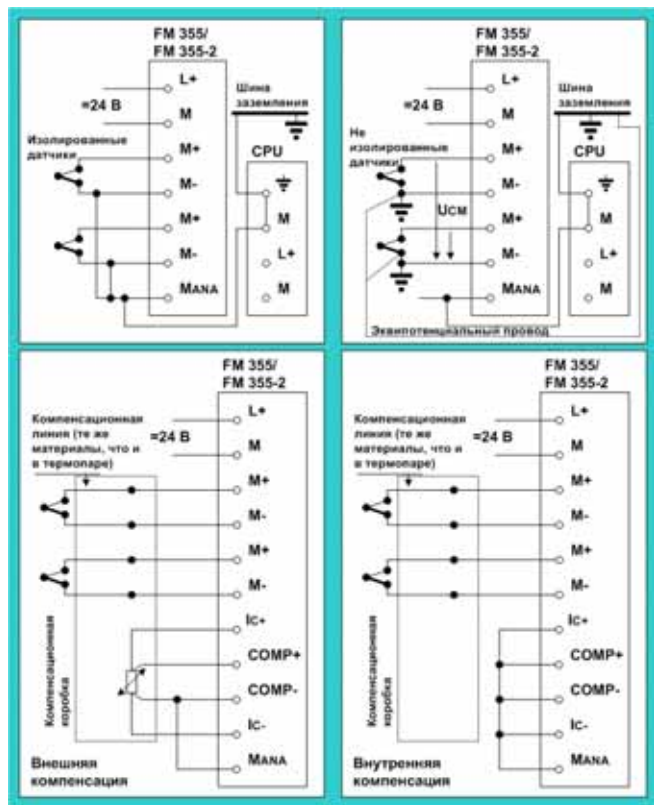 FM 355/
FM 355-2
L+
=24 В
M
Изолированные
датчики
M+
M-
M+
M-
MANA
Шина
заземления
CPU
M
L+
M
FM 355/
FM 355-2
L+
=24 В
M
Не
изолированные
датчики
M+
M-
UCM
M+
M-
MANA
Шина
заземления
CPU
M
L+
M
Эквипотенциальный провод
FM 355/
FM 355-2
Компенсационная
линия (те же
материалы, что и
в термопаре)
=24 В
L+
M
M+
M-
M+
M-
IC+
COMP+
COMP-
IC-
MANA
Компенсационная
коробка
Внешняя
компенсация
FM 355/
FM 355-2
Компенсационная
линия (те же
материалы, что и
в термопаре)
=24 В
L+
M
M+
M-
M+
M-
IC+
COMP+
COMP-
IC-
MANA
Компенсационная
коробка
Внутренняя
компенсация